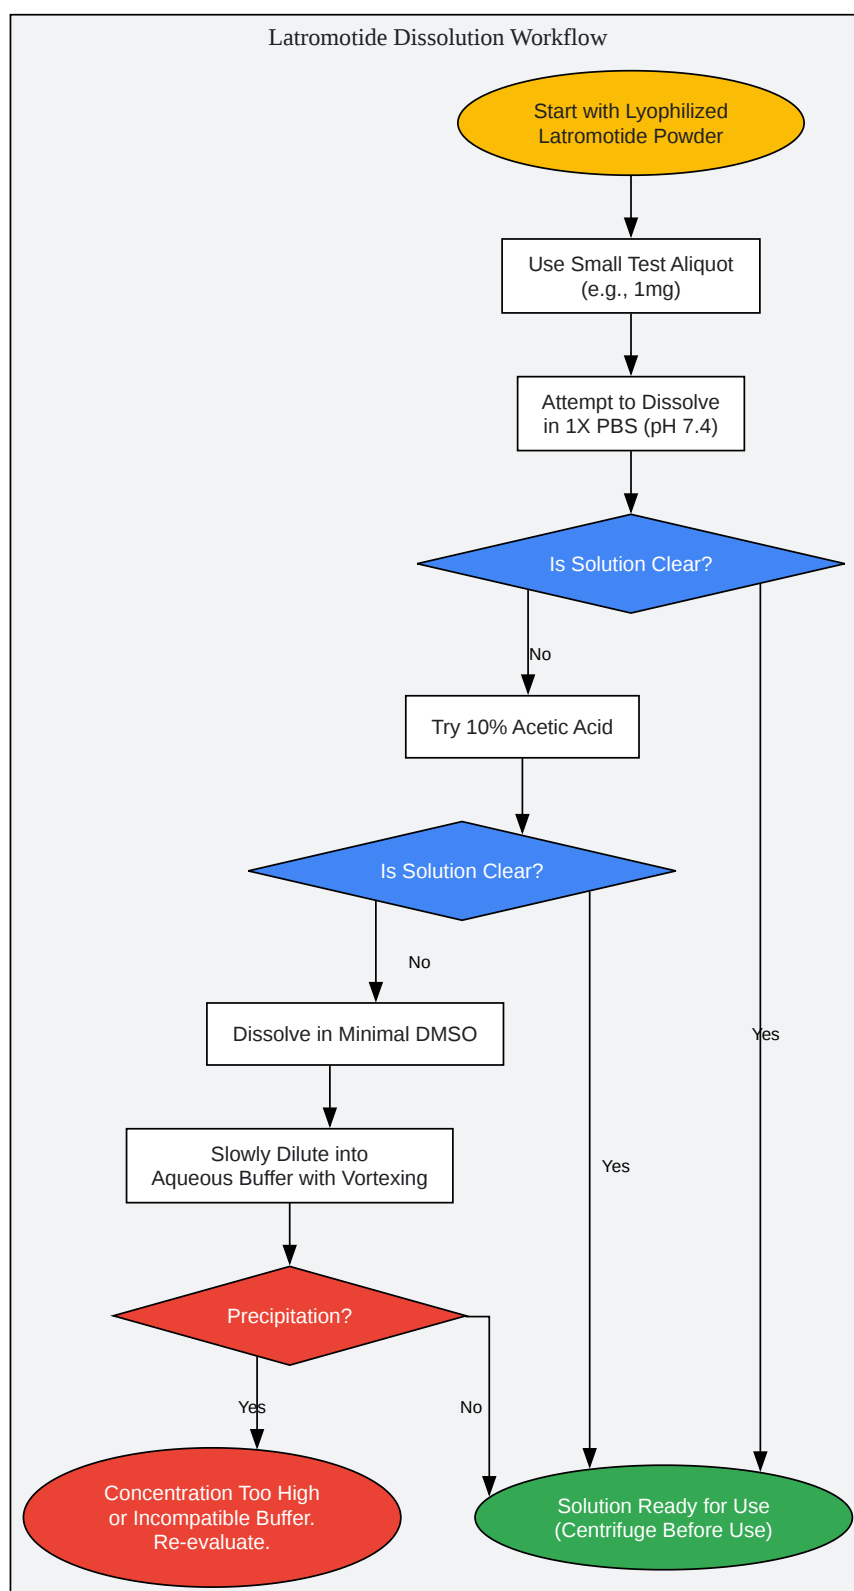 Latromotide Dissolution Workflow
Start with Lyophilized
Latromotide Powder
Use Small Test Aliquot
(e.g., 1mg)
Attempt to Dissolve
in 1X PBS (pH 7.4)
Is Solution Clear?
No
Try 10% Acetic Acid
Is Solution Clear?
No
Dissolve in Minimal DMSO
Yes
Slowly Dilute into
Aqueous Buffer with Vortexing
Yes
Precipitation?
Yes
No
Concentration Too High
or Incompatible Buffer.
Re-evaluate.
Solution Ready for Use
(Centrifuge Before Use)